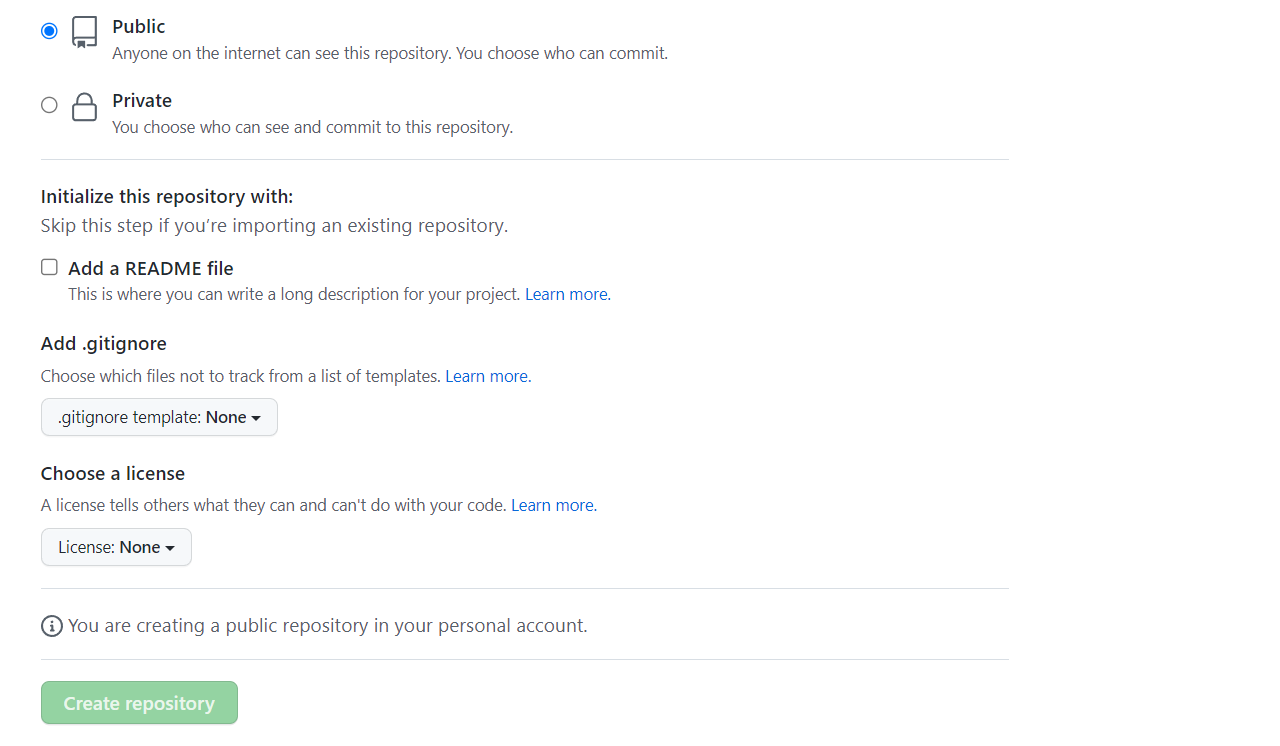 Public
Anyone on the internet can see this repository. You choose who can commit.
Private
You choose who can see and commit to this repository.
Initialize this repository with:
Skip this step if you’re importing an existing repository.
Add a README file
This is where you can write a long description for your project. Learn more.
Add .gitignore
Choose which files not to track from a list of templates. Learn more.
.gitignore template: None
Choose a license
A license tells others what they can and can't do with your code. Learn more.
License: None
You are creating a public repository in your personal account.
Create repository